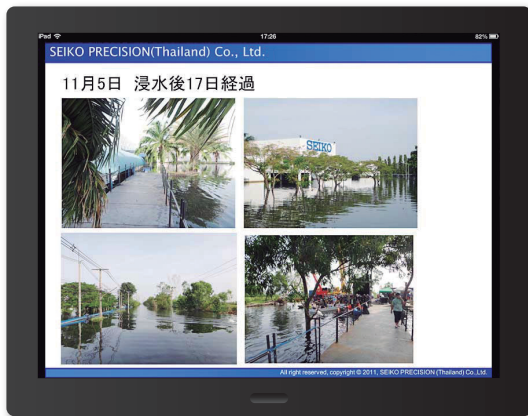 iPad 17:26 82%
SEIKO PRECISION(Thailand) Co., Ltd.
11月5日 浸水後17日経過
SEIKO
All right reserved, copyright © 2011, SEIKO PRECISION (Thailand) Co.,Ltd.